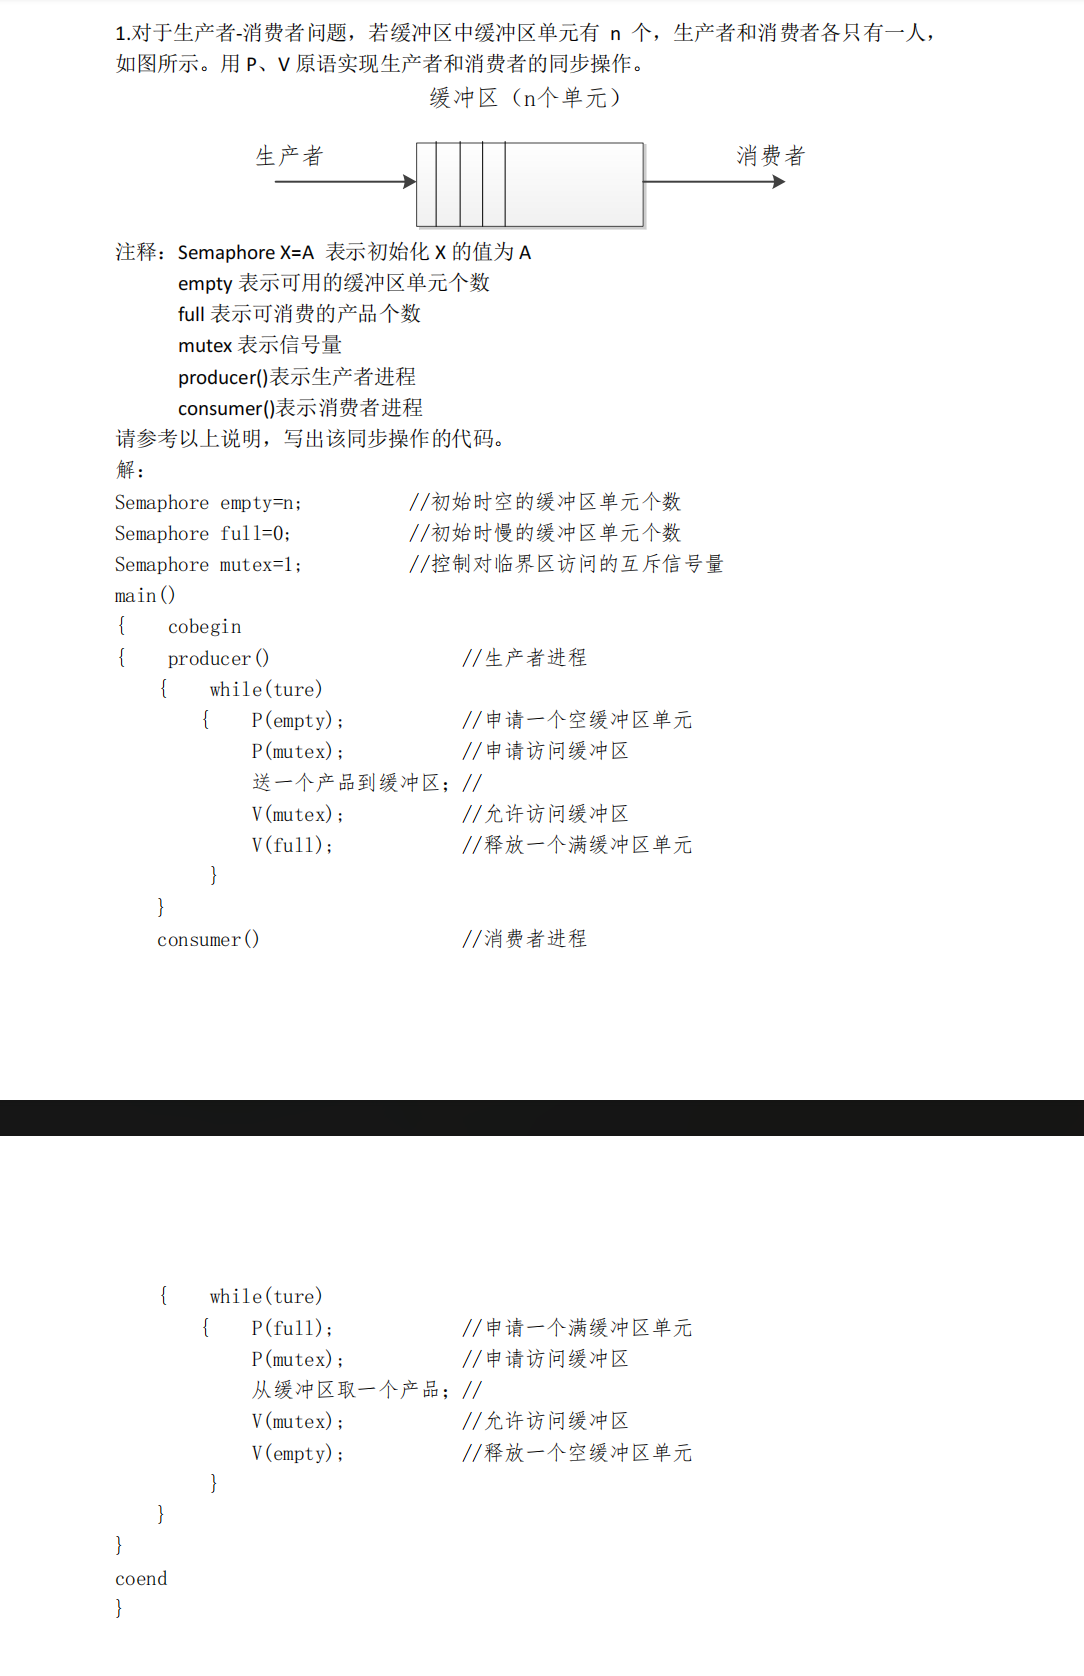 1.对于生产者-消费者问题，若缓冲区中缓冲区单元有 n 个，生产者和消费者各只有一人，
如图所示。用 P、V 原语实现生产者和消费者的同步操作。
缓冲区（n个单元）
生产者
消费者
注释：Semaphore X=A 表示初始化 X 的值为 A
empty 表示可用的缓冲区单元个数
full 表示可消费的产品个数
mutex 表示信号量
producer()表示生产者进程
consumer()表示消费者进程
请参考以上说明，写出该同步操作的代码。
解：
Semaphore empty=n; //初始时空的缓冲区单元个数
Semaphore full=0; //初始时慢的缓冲区单元个数
Semaphore mutex=1; //控制对临界区访问的互斥信号量
main()
{ cobegin
{ producer() //生产者进程
{ while(ture)
{ P(empty); //申请一个空缓冲区单元
P(mutex); //申请访问缓冲区
送一个产品到缓冲区；//
V(mutex); //允许访问缓冲区
V(full); //释放一个满缓冲区单元
}
}
consumer() //消费者进程
{ while(ture)
{ P(full); //申请一个满缓冲区单元
P(mutex); //申请访问缓冲区
从缓冲区取一个产品；//
V(mutex); //允许访问缓冲区
V(empty); //释放一个空缓冲区单元
}
}
}
coend
}